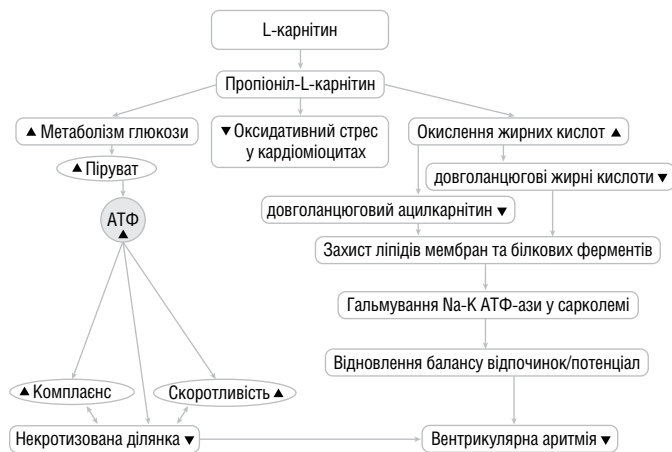 L-карнітин
Пропіоніл-L-карнітин
▲ Метаболізм глюкози
▼ Оксидативний стрес
у кардіоміоцитах
Окислення жирних кислот ▲
▲ Піруват
довголанцюгові жирні кислоти ▼
АТФ
▲
довголанцюговий ацилкарнітин ▼
Захист ліпідів мембран та білкових ферментів
Гальмування Na-K АТФ-ази у сарколемі
Відновлення балансу відпочинок/потенціал
▲ Комплаєнс
Скоротливість ▲
Некротизована ділянка ▼
Вентрикулярна аритмія ▼